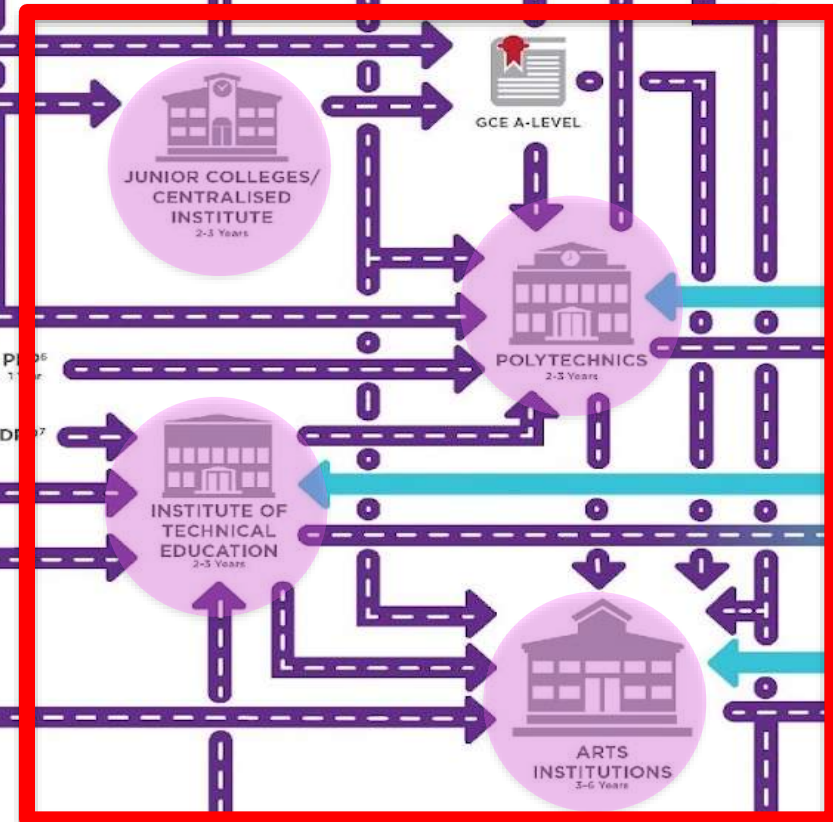 GCE A-LEVEL
JUNIOR COLLEGES/
CENTRALISED
INSTITUTE
2-3 Years
POLYTECHNICS
2-3 Years
INSTITUTE OF
TECHNICAL
EDUCATION
2-3 Years
ARTS
INSTITUTIONS
3-6 Years